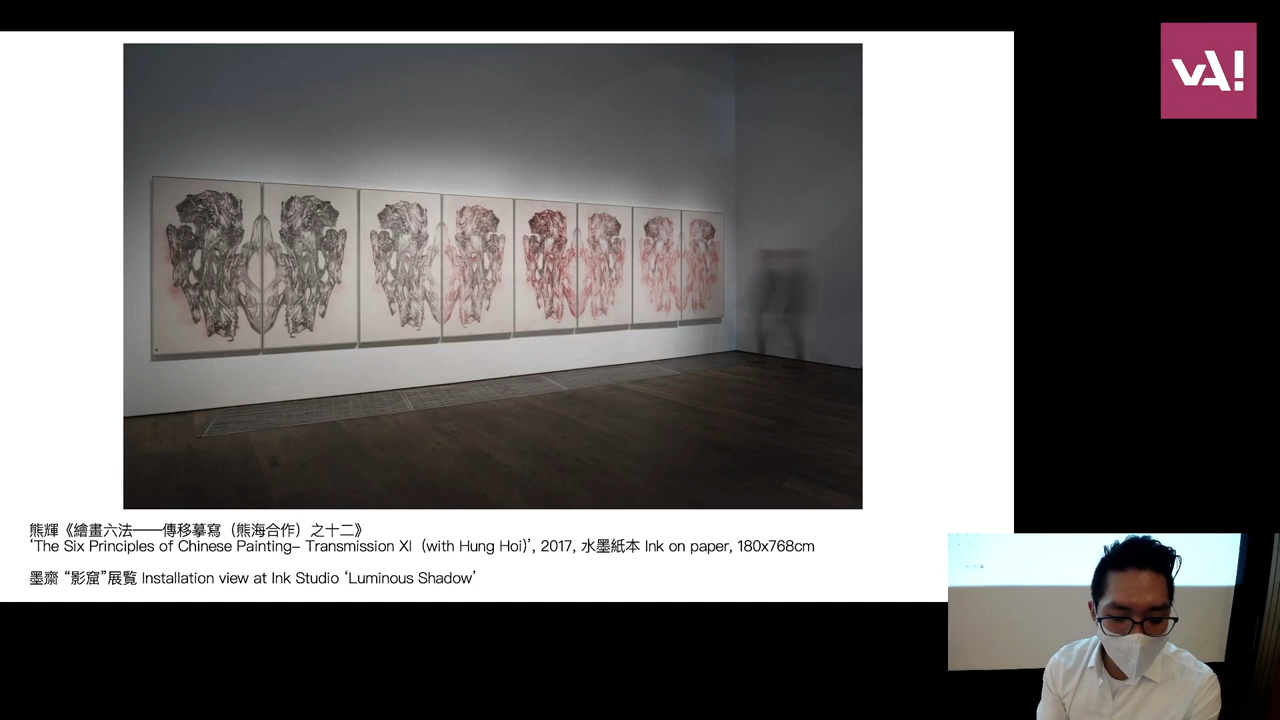 vA!
熊輝《繪畫六法——傳移摹寫（熊海合作）之十二》
‘The Six Principles of Chinese Painting– Transmission XI (with Hung Hoi)’, 2017, 水墨紙本 Ink on paper, 180x768cm
墨齋 “影窟”展覧 Installation view at Ink Studio ‘Luminous Shadow’